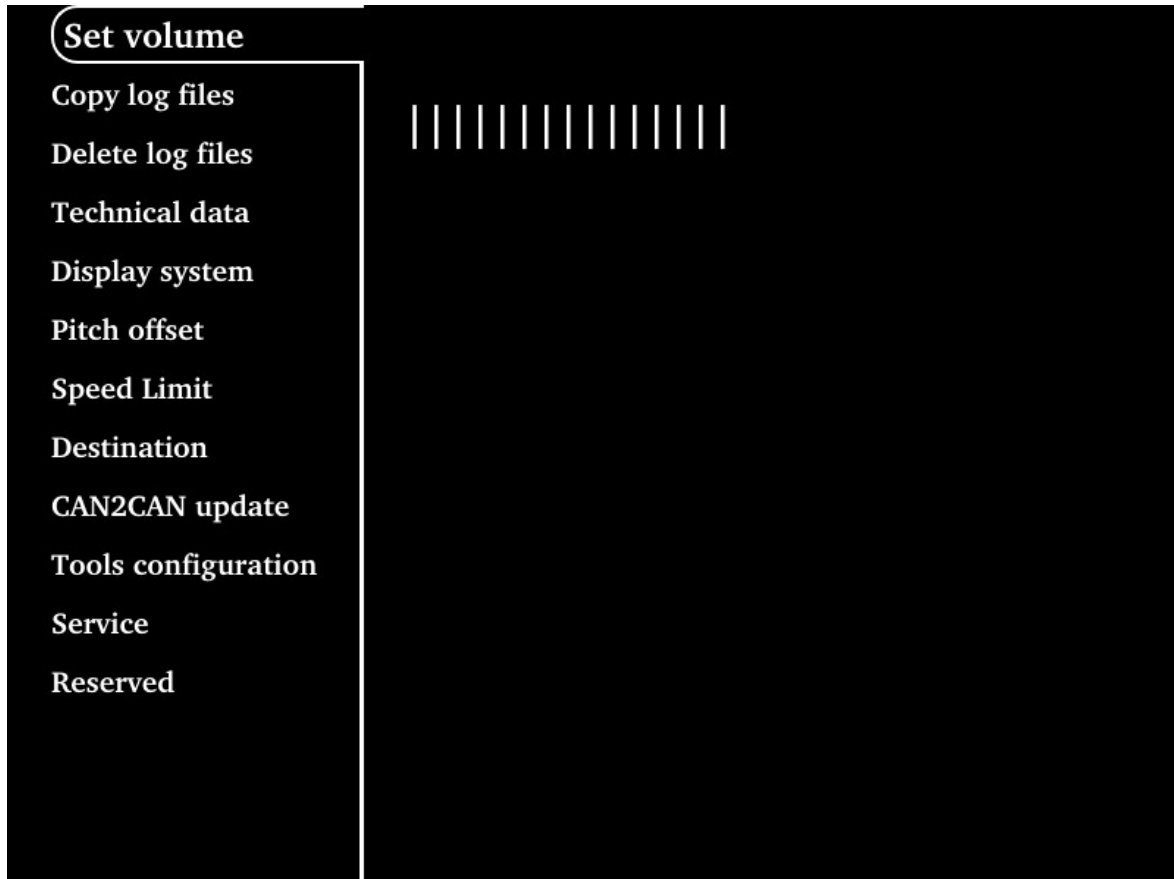 Set volume
Copy log files
Delete log files
Technical data
Display system
Pitch offset
Speed Limit
Destination
CAN2CAN update
Tools configuration
Service
Reserved
|||||||||||||||